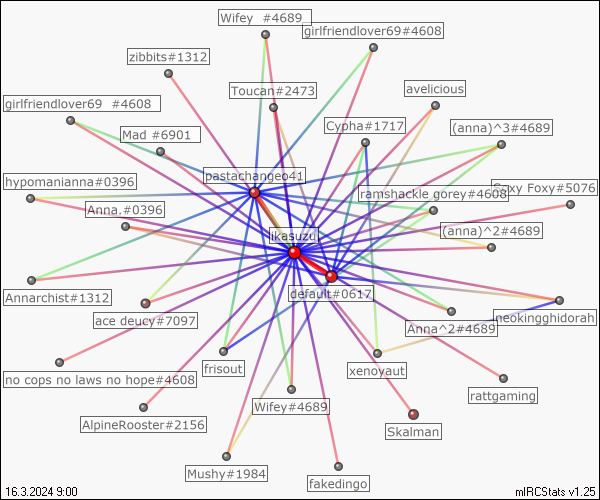 Wifey  #4689
girlfriendlover69#4608
zibbits#1312
Toucan#2473
avelicious
girlfriendlover69  #4608
Mad #6901
Cypha#1717
(anna)^3#4689
pastachangeo41
hypomanianna#0396
ramshackle gorey#4608
Foxy#5076
Anna.#0396
(anna)^2#4689
ikasuzu
default#0617
Annarchist#1312
ace deucy#7097
Anna^2#4689
neokingghidorah
frisout
xenoyaut
no cops no laws no hope#4608
rattgaming
Wifey#4689
AlpineRooster#2156
Skalman
Mushy#1984
fakedingo
16.3.2024 9:00
mIRCStats v1.25